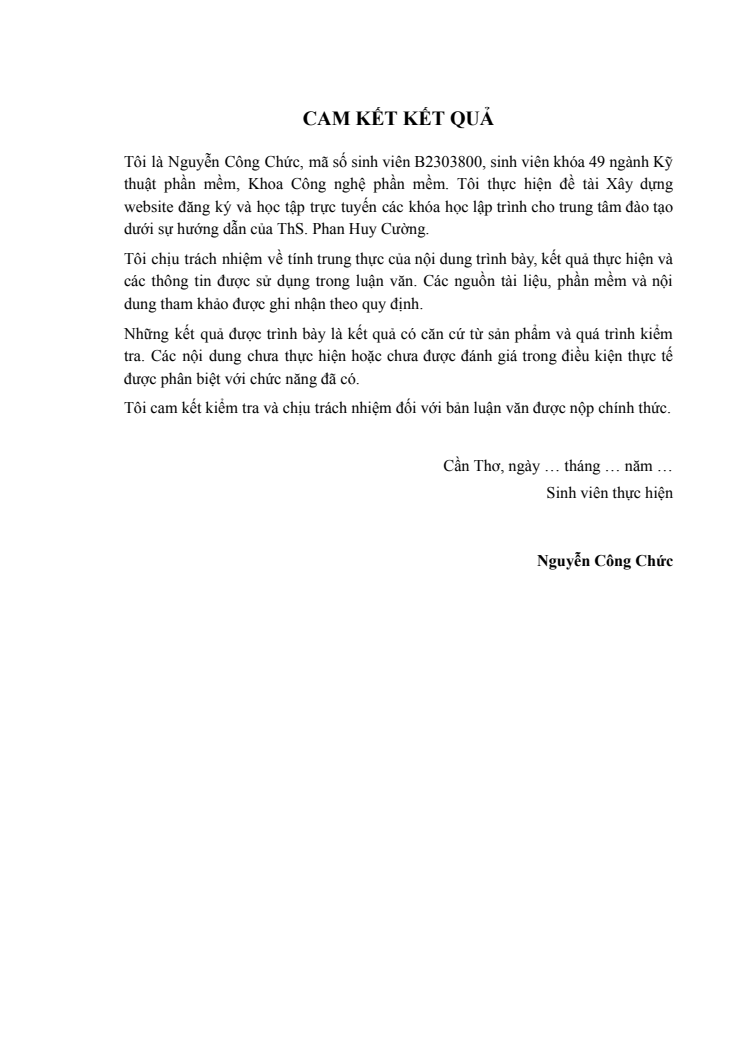 CAM KẾT KẾT QUẢ
Tôi là Nguyễn Công Chức, mã số sinh viên B2303800, sinh viên khóa 49 ngành Kỹ
thuật phần mềm, Khoa Công nghệ phần mềm. Tôi thực hiện đề tài Xây dựng
website đăng ký và học tập trực tuyến các khóa học lập trình cho trung tâm đào tạo
dưới sự hướng dẫn của ThS. Phan Huy Cường.
Tôi chịu trách nhiệm về tính trung thực của nội dung trình bày, kết quả thực hiện và
các thông tin được sử dụng trong luận văn. Các nguồn tài liệu, phần mềm và nội
dung tham khảo được ghi nhận theo quy định.
Những kết quả được trình bày là kết quả có căn cứ từ sản phẩm và quá trình kiểm
tra. Các nội dung chưa thực hiện hoặc chưa được đánh giá trong điều kiện thực tế
được phân biệt với chức năng đã có.
Tôi cam kết kiểm tra và chịu trách nhiệm đối với bản luận văn được nộp chính thức.
Cần Thơ, ngày … tháng … năm …
Sinh viên thực hiện
Nguyễn Công Chức